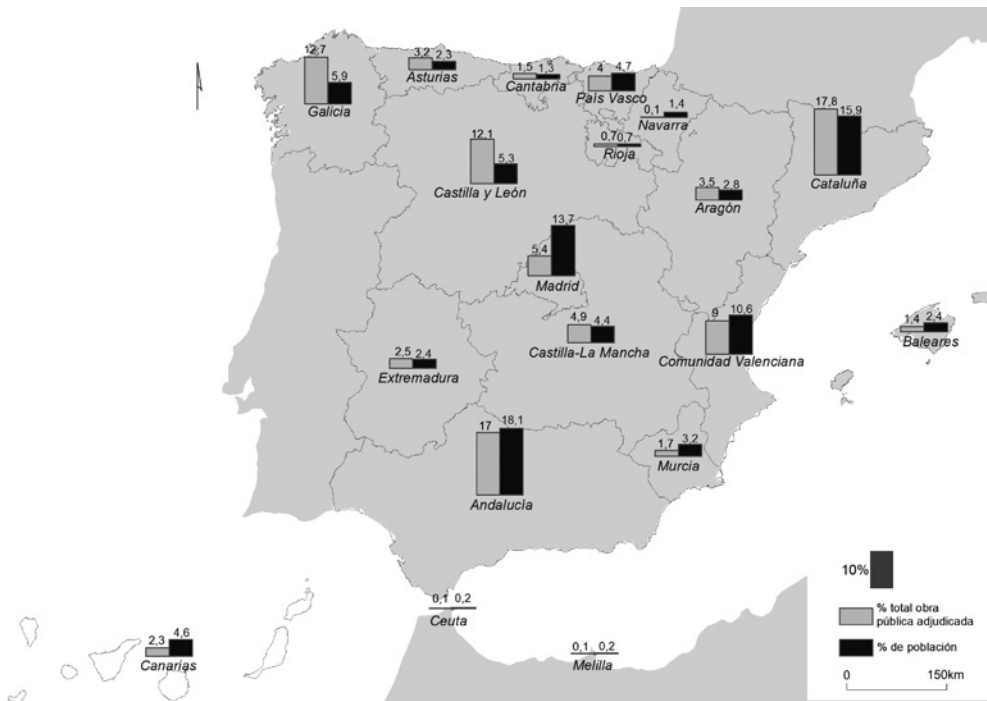 12,7
5,9
Galicia
3,2
2,3
Asturias
1,5
1,3
Cantabria
4
4,7
País Vasco
0,1
1,4
Navarra
0,7
0,7
Rioja
17,8
15,9
Cataluña
12,1
5,3
Castilla y León
3,5
2,8
Aragón
5,4
13,7
Madrid
4,9
4,4
Castilla-La Mancha
9
10,6
Comunidad Valenciana
1,4
2,4
Baleares
2,5
2,4
Extremadura
17
18,1
Andalucía
1,7
3,2
Murcia
0,1
0,2
Ceuta
0,1
0,2
Melilla
2,3
4,6
Canarias
10%
% total obra
pública adjudicada
% de población
0
150km